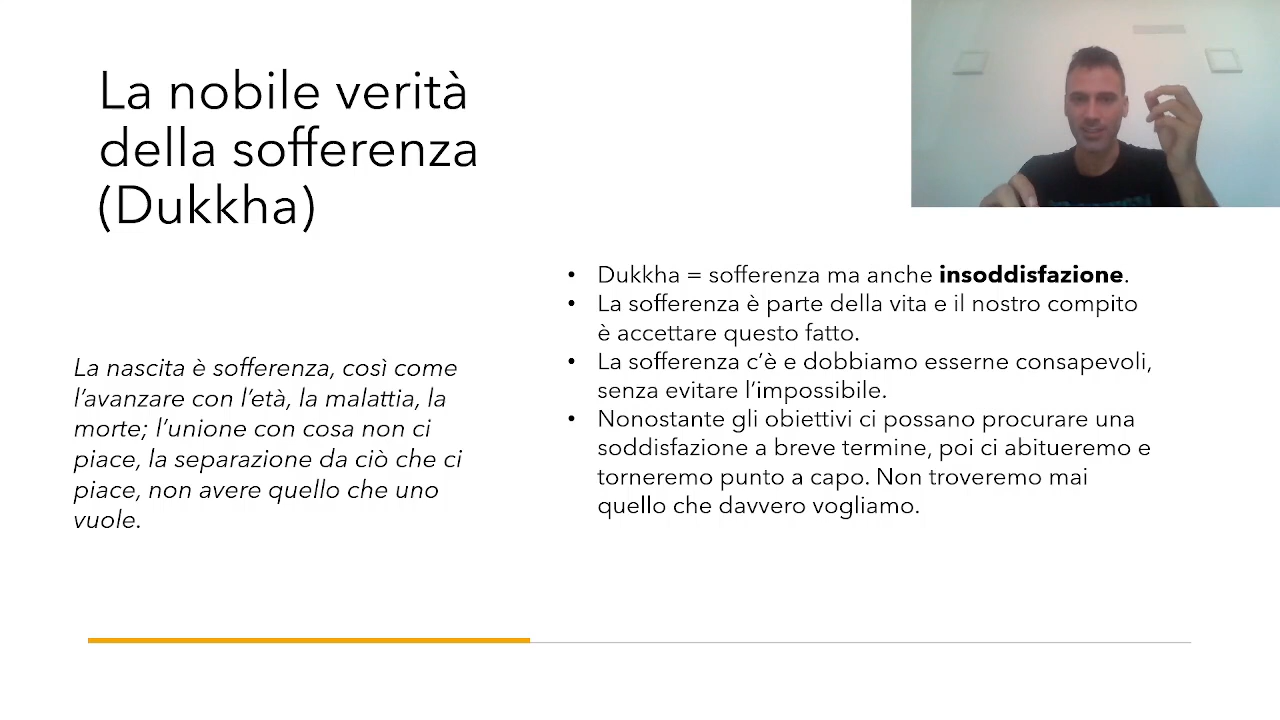 La nobile verità
della sofferenza
(Dukkha)
La nascita è sofferenza, così come
l'avanzare con l'età, la malattia, la
morte; l'unione con cosa non ci
piace, la separazione da ciò che ci
piace, non avere quello che uno
vuole.
• Dukkha = sofferenza ma anche insoddisfazione.
• La sofferenza è parte della vita e il nostro compito
è accettare questo fatto.
• La sofferenza c'è e dobbiamo esserne consapevoli,
senza evitare l'impossibile.
• Nonostante gli obiettivi ci possano procurare una
soddisfazione a breve termine, poi ci abitueremo e
torneremo punto a capo. Non troveremo mai
quello che davvero vogliamo.